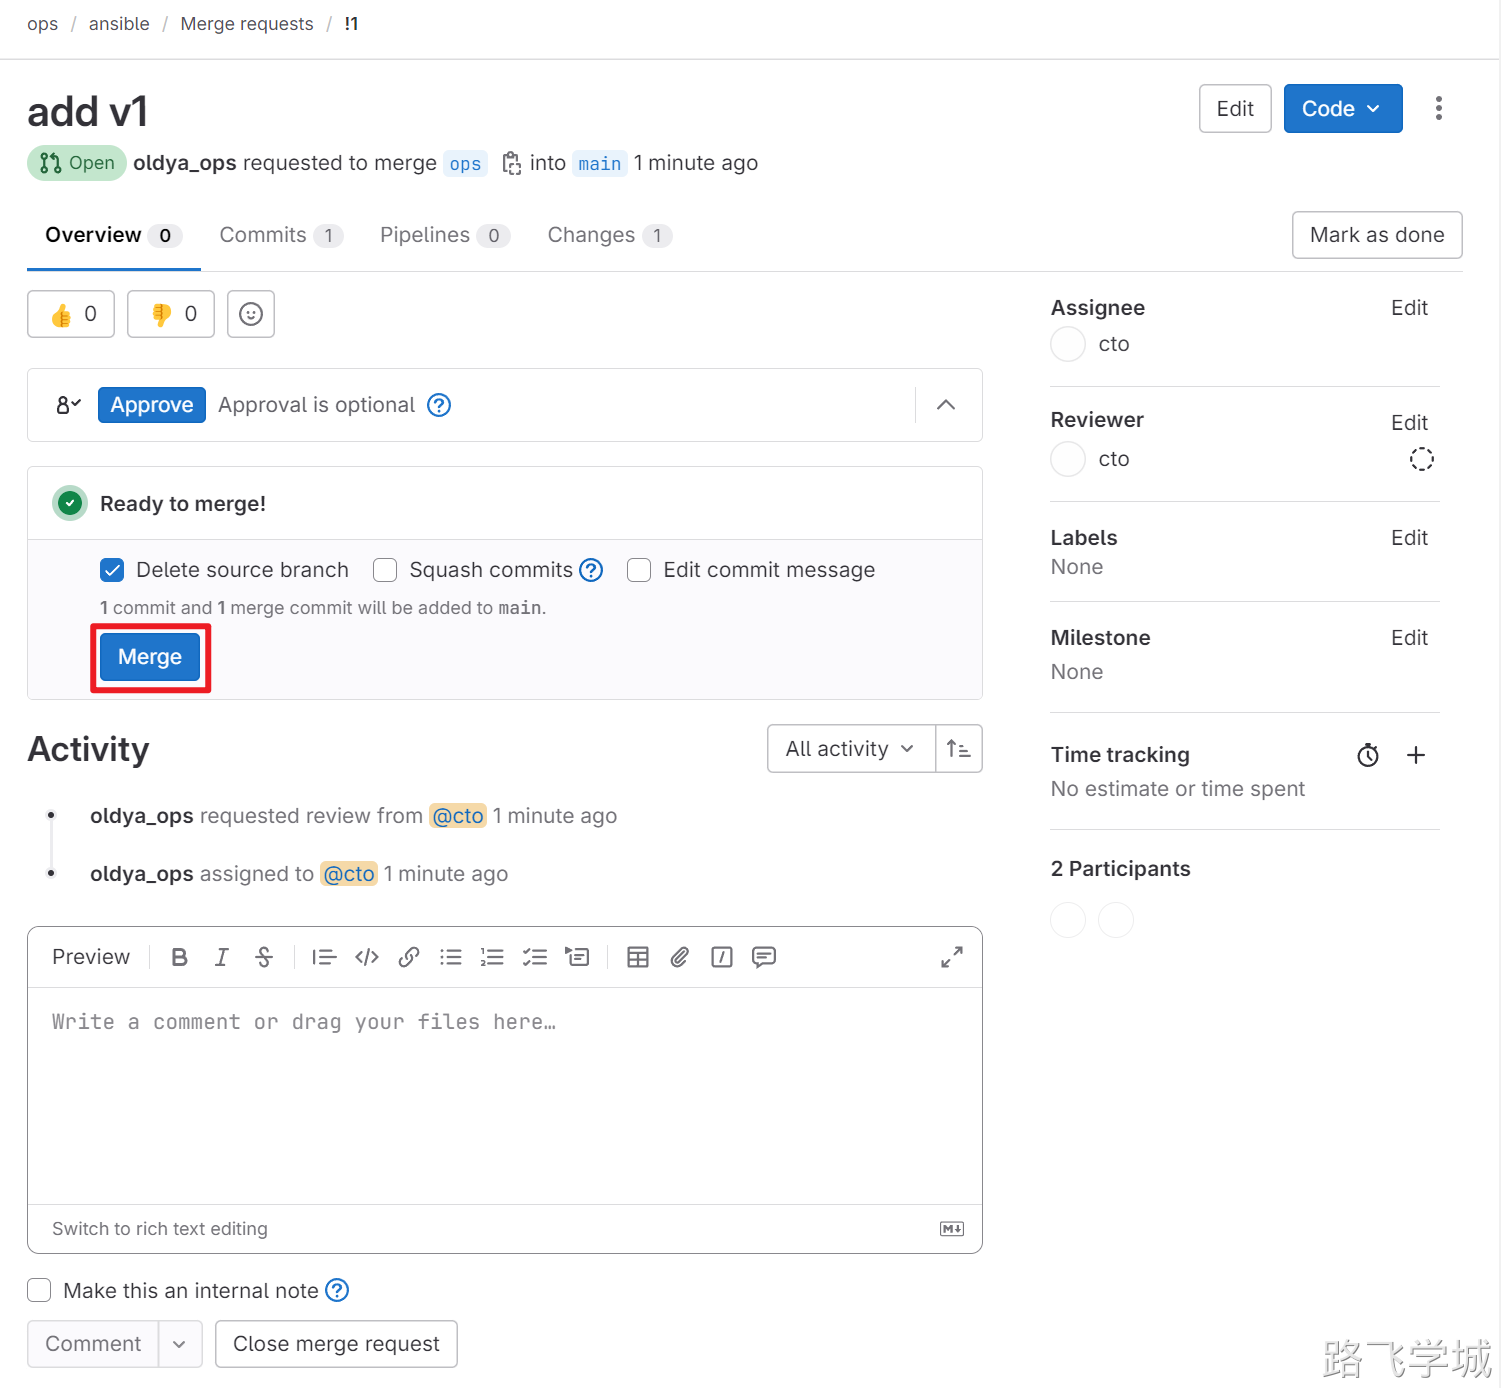 ops / ansible / Merge requests / !1
add v1
Edit
Code
Open
oldya_ops requested to merge ops into main 1 minute ago
Overview 0
Commits 1
Pipelines 0
Changes 1
Mark as done
0
0
Assignee
Edit
cto
Approve
Approval is optional
Reviewer
Edit
cto
Ready to merge!
Labels
Edit
None
Delete source branch
Squash commits
Edit commit message
1 commit and 1 merge commit will be added to main.
Merge
Milestone
Edit
None
Activity
All activity
Time tracking
No estimate or time spent
oldya_ops requested review from @cto 1 minute ago
oldya_ops assigned to @cto 1 minute ago
2 Participants
Preview
Write a comment or drag your files here…
Switch to rich text editing
Make this an internal note
Comment
Close merge request
路飞学城